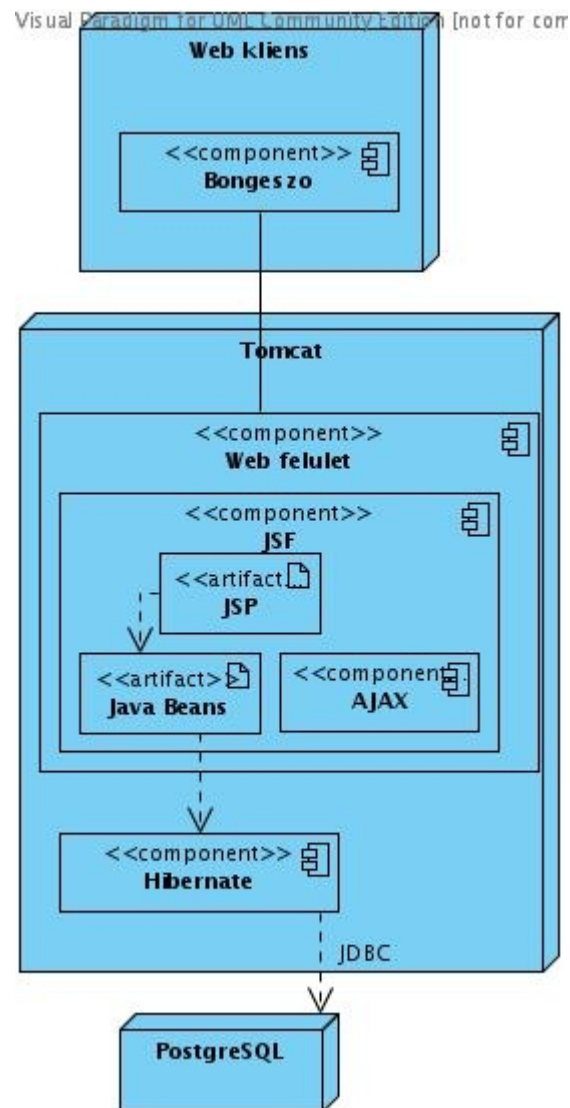 Visual Paradigm for UML Community Edition [not for com
Web kliens
<<component>>
Bongeszo
Tomcat
<<component>>
Web felulet
<<component>>
JSF
<<artifact...
JSP
<<artifact>>
Java Beans
<<component...
AJAX
<<component>>
Hibernate
JDBC
PostgreSQL